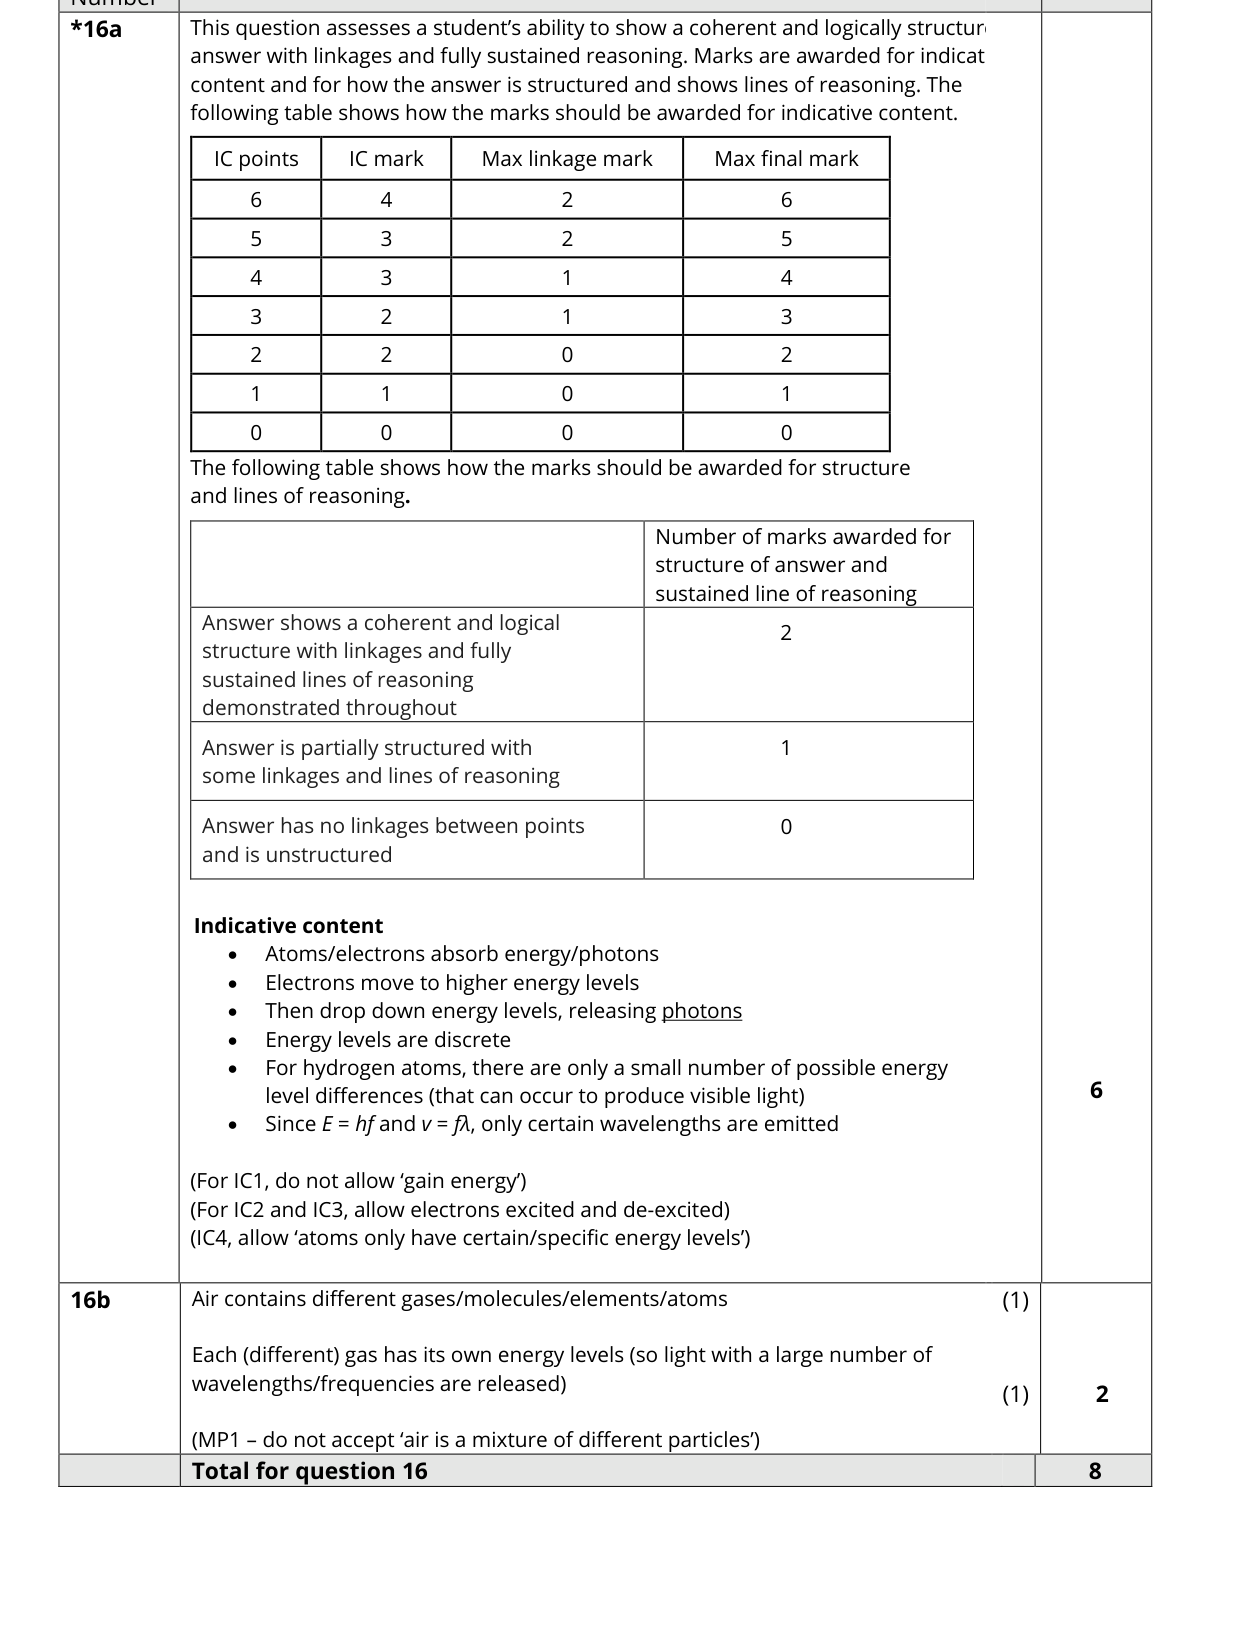 Number
*16a
This question assesses a student’s ability to show a coherent and logically
answer with linkages and fully sustained reasoning. Marks are awarded for
content and for how the answer is structured and shows lines of reasoning. The
following table shows how the marks should be awarded for indicative content.
IC points IC mark Max linkage mark Max final mark
6 4 2 6
5 3 2 5
4 3 1 4
3 2 1 3
2 2 0 2
1 1 0 1
0 0 0 0
The following table shows how the marks should be awarded for structure
and lines of reasoning.
Number of marks awarded for
structure of answer and
sustained line of reasoning
Answer shows a coherent and logical
structure with linkages and fully
sustained lines of reasoning
demonstrated throughout
2
Answer is partially structured with
some linkages and lines of reasoning
1
Answer has no linkages between points
and is unstructured
0
Indicative content
• Atoms/electrons absorb energy/photons
• Electrons move to higher energy levels
• Then drop down energy levels, releasing photons
• Energy levels are discrete
• For hydrogen atoms, there are only a small number of possible energy
level differences (that can occur to produce visible light)
• Since E = hf and v = fλ, only certain wavelengths are emitted
(For IC1, do not allow ‘gain energy’)
(For IC2 and IC3, allow electrons excited and de-excited)
(IC4, allow ‘atoms only have certain/specific energy levels’)
6
16b
Air contains different gases/molecules/elements/atoms (1)
Each (different) gas has its own energy levels (so light with a large number of
wavelengths/frequencies are released)
(1)
2
(MP1 – do not accept ‘air is a mixture of different particles’)
Total for question 16 8